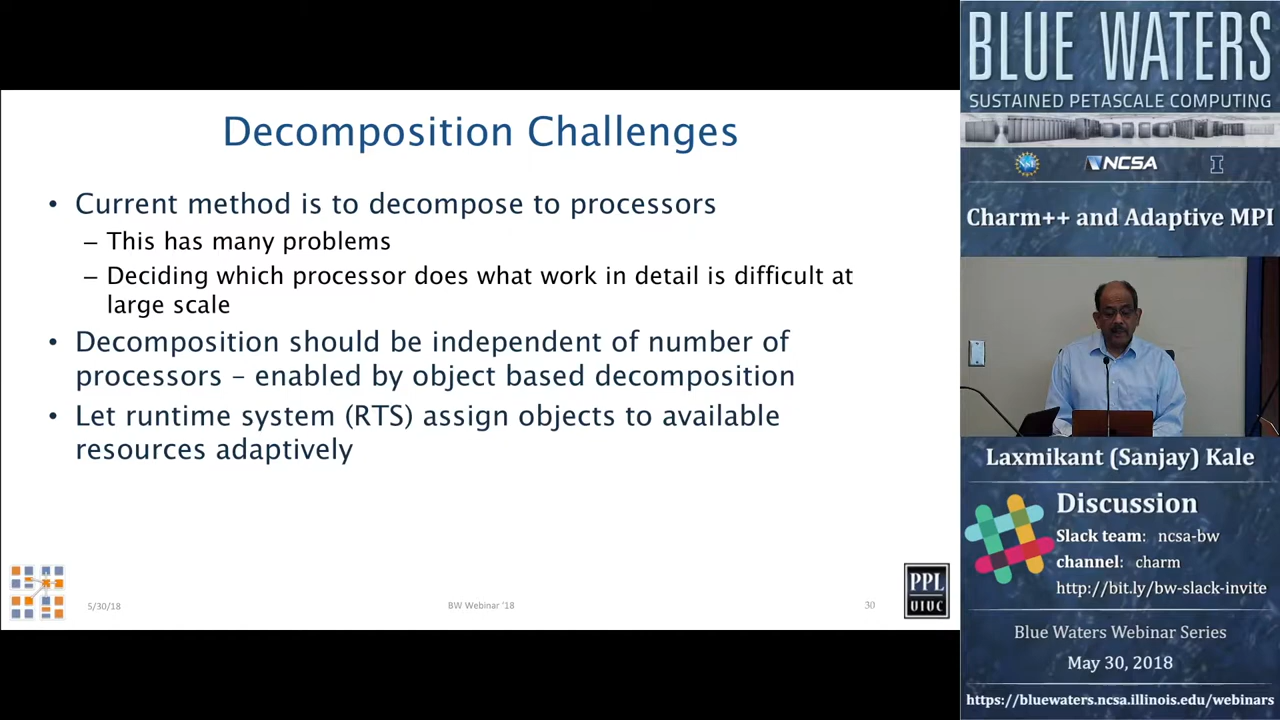 Decomposition Challenges
• Current method is to decompose to processors
– This has many problems
– Deciding which processor does what work in detail is difficult at
large scale
• Decomposition should be independent of number of
processors – enabled by object based decomposition
• Let runtime system (RTS) assign objects to available
resources adaptively
5/30/18
BW Webinar ‘18
30
PPL
UIUC
BLUE WATERS
SUSTAINED PETASCALE COMPUTING
NCSA
I
Charm++ and Adaptive MPI
Laxmikant (Sanjay) Kale
Discussion
Slack team: ncsa-bw
channel: charm
http://bit.ly/bw-slack-invite
Blue Waters Webinar Series
May 30, 2018
https://bluewaters.ncsa.illinois.edu/webinars